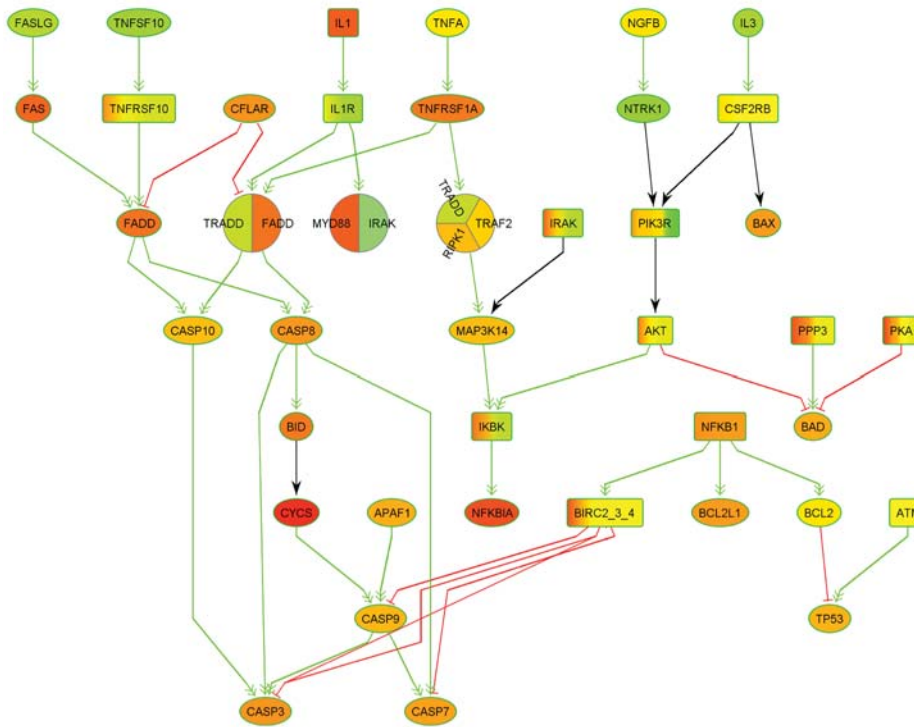 FASLG
TNFSF10
IL1
TNFA
NGFB
IL3
FAS
TNFRSF10
CFLAR
IL1R
TNFRSF1A
NTRK1
CSF2RB
FADD
TRADD
FADD
MYD88
IRAK
TRADD
TRAF2
RIPK1
IRAK
PIK3R
BAX
CASP10
CASP8
MAP3K14
AKT
PPP3
PKA
BID
IKBK
NFKB1
BAD
CYCS
APAF1
NFKBIA
BIRC2_3_4
BCL2L1
BCL2
ATM
CASP9
TP53
CASP3
CASP7